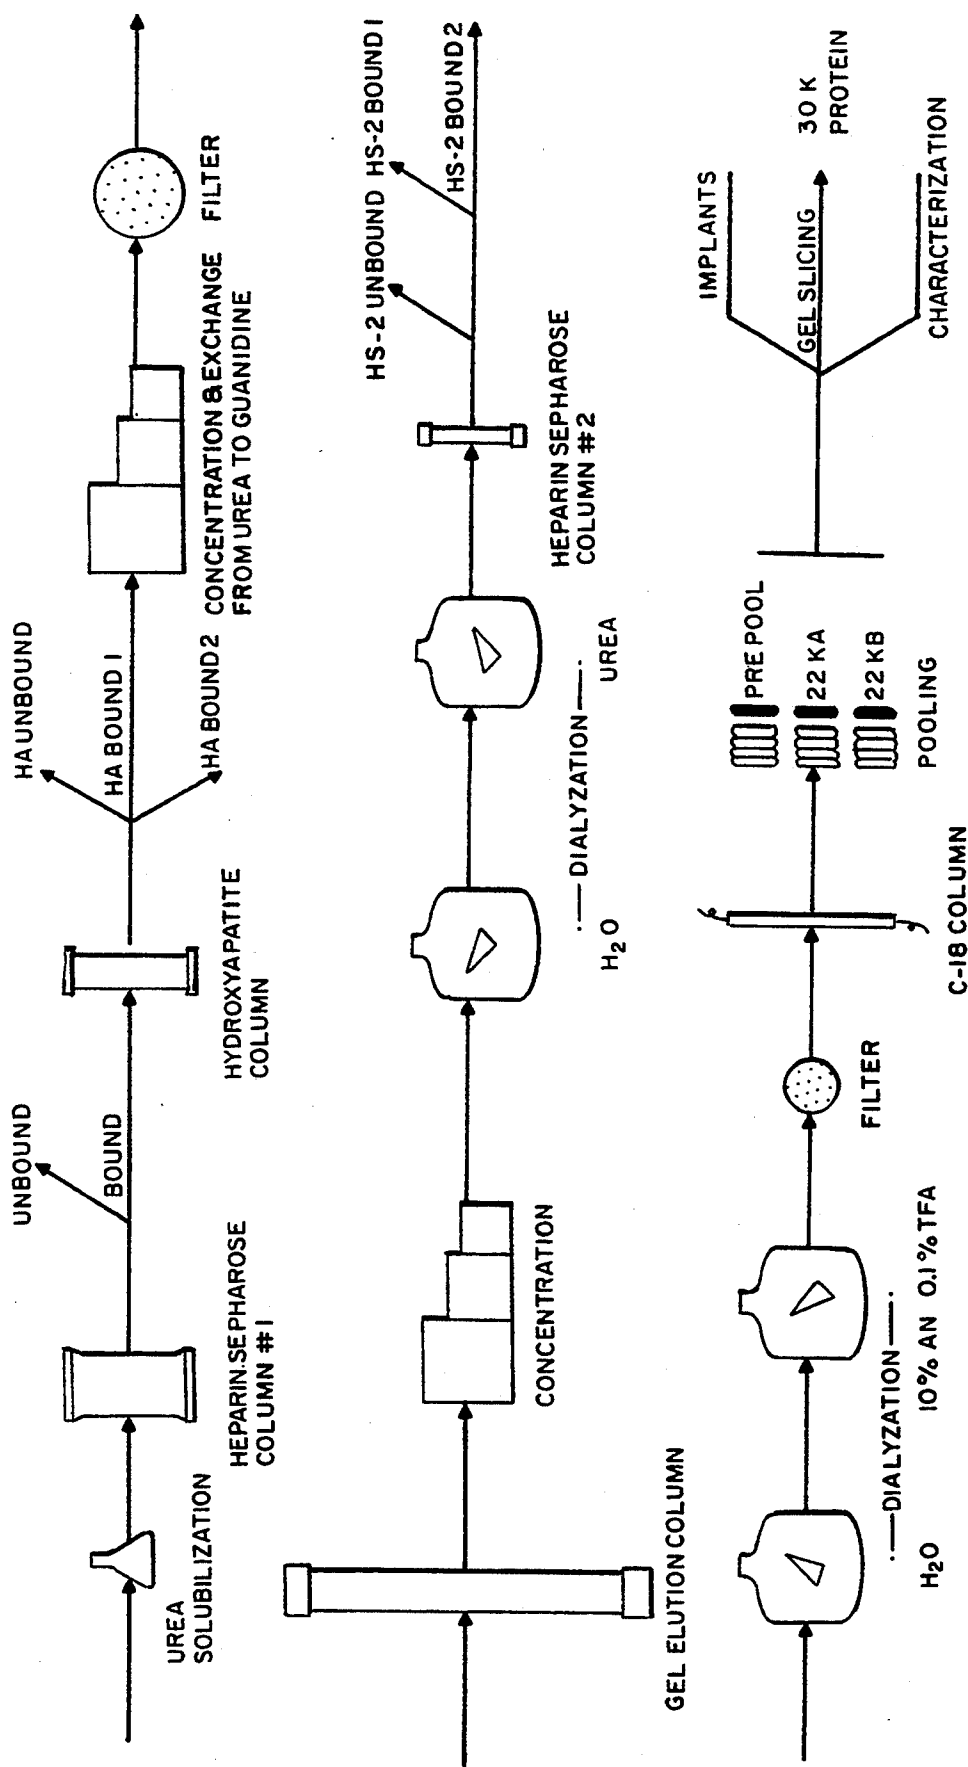 UREA
SOLUBILIZATION
HEPARIN-SEPHAROSE
COLUMN #1
UNBOUND
BOUND
HYDROXYAPATITE
COLUMN
HA UNBOUND
HA BOUND 1
HA BOUND 2
CONCENTRATION & EXCHANGE
FROM UREA TO GUANIDINE
FILTER
GEL ELUTION COLUMN
CONCENTRATION
H2O
DIALYZATION
UREA
HEPARIN SEPHAROSE
COLUMN #2
HS-2 UNBOUND
HS-2 BOUND 1
HS-2 BOUND 2
H2O
DIALYZATION
10% AN 0.1% TFA
FILTER
C-18 COLUMN
PRE POOL
22 KA
22 KB
POOLING
IMPLANTS
GEL SLICING
30 K
PROTEIN
CHARACTERIZATION